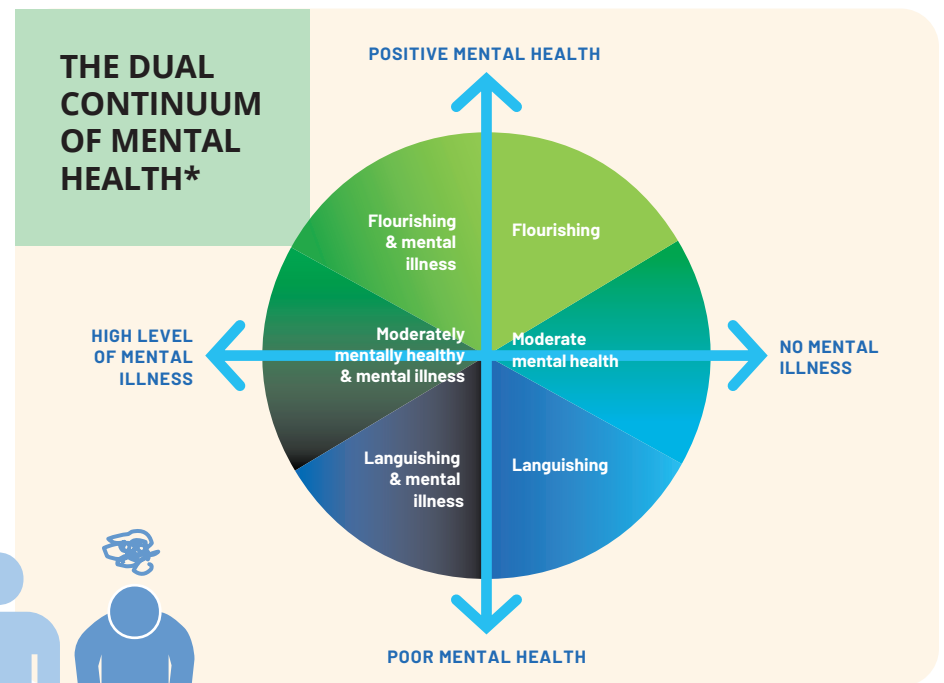 THE DUAL
CONTINUUM
OF MENTAL
HEALTH*
POSITIVE MENTAL HEALTH
Flourishing
& mental
illness
Flourishing
HIGH LEVEL
OF MENTAL
ILLNESS
Moderately
mentally healthy
& mental illness
Moderate
mental health
NO MENTAL
ILLNESS
Languishing
& mental
illness
Languishing
POOR MENTAL HEALTH